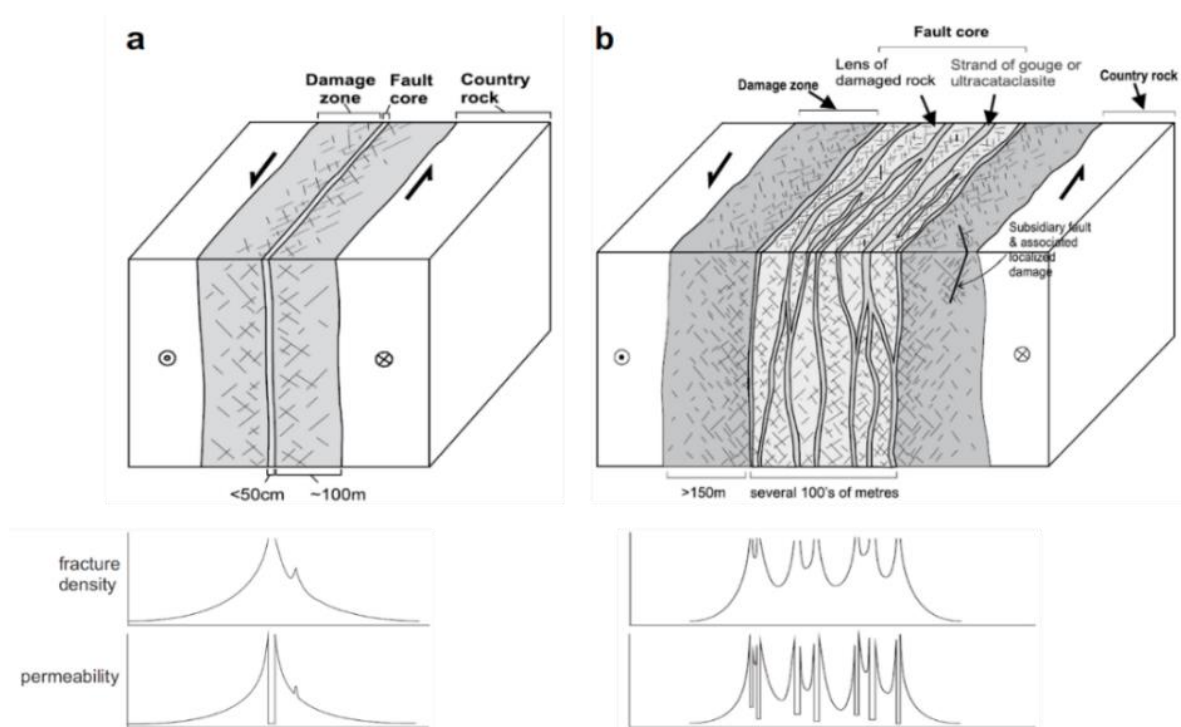 a
Damage
zone
Fault
core
Country
rock
<50cm
~100m
b
Fault core
Damage zone
Lens of
damaged rock
Strand of gouge or
ultracataclasite
Country rock
Subsidiary fault
& associated
localized
damage
>150m
several 100's of metres
fracture
density
permeability